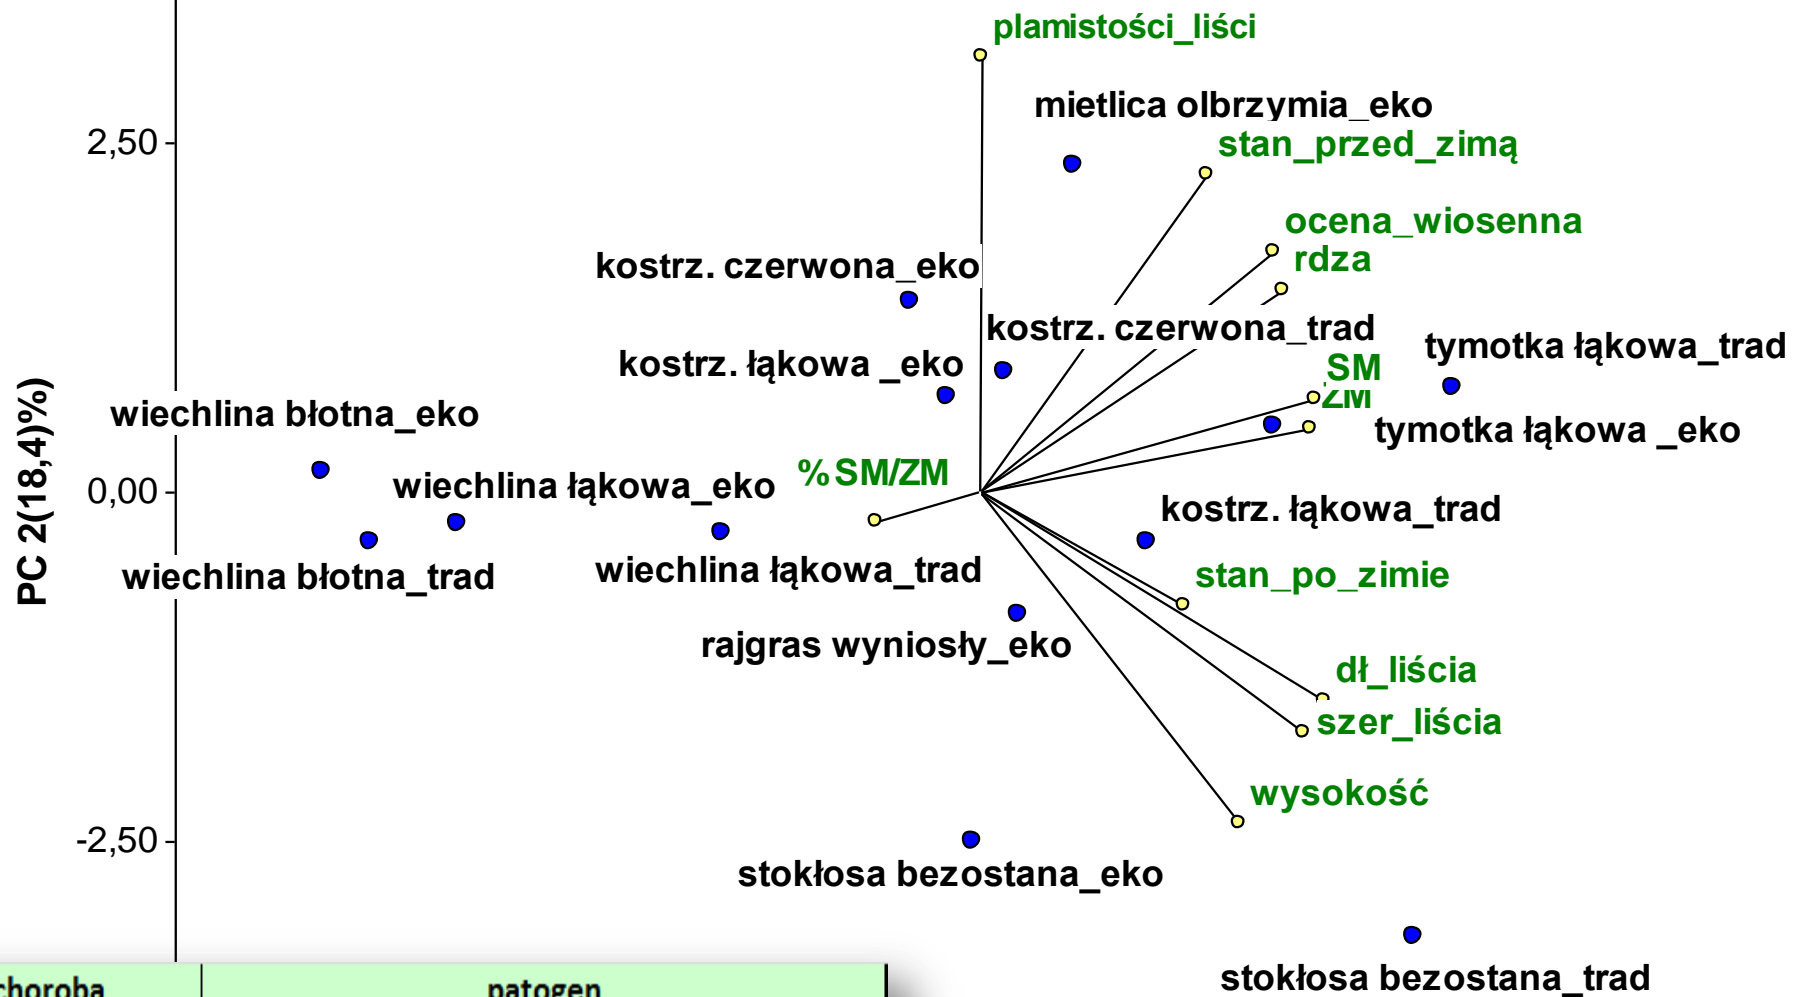 plamistości_liści
mietlica olbrzymia_eko
2,50
stan_przed_zimą
ocena_wiosenna
rdza
kostrz. czerwona_eko
kostrz. czerwona_trad
tymotka łąkowa_trad
kostrz. łąkowa _eko
SM
ZM
wiechlina błotna_eko
tymotka łąkowa _eko
%SM/ZM
wiechlina łąkowa_eko
0,00
PC 2(18,4)%)
kostrz. łąkowa_trad
wiechlina błotna_trad
wiechlina łąkowa_trad
stan_po_zimie
rajgras wyniosły_eko
dł_liścia
szer_liścia
wysokość
-2,50
stokłosa bezostana_eko
stokłosa bezostana_trad
choroba
patogen